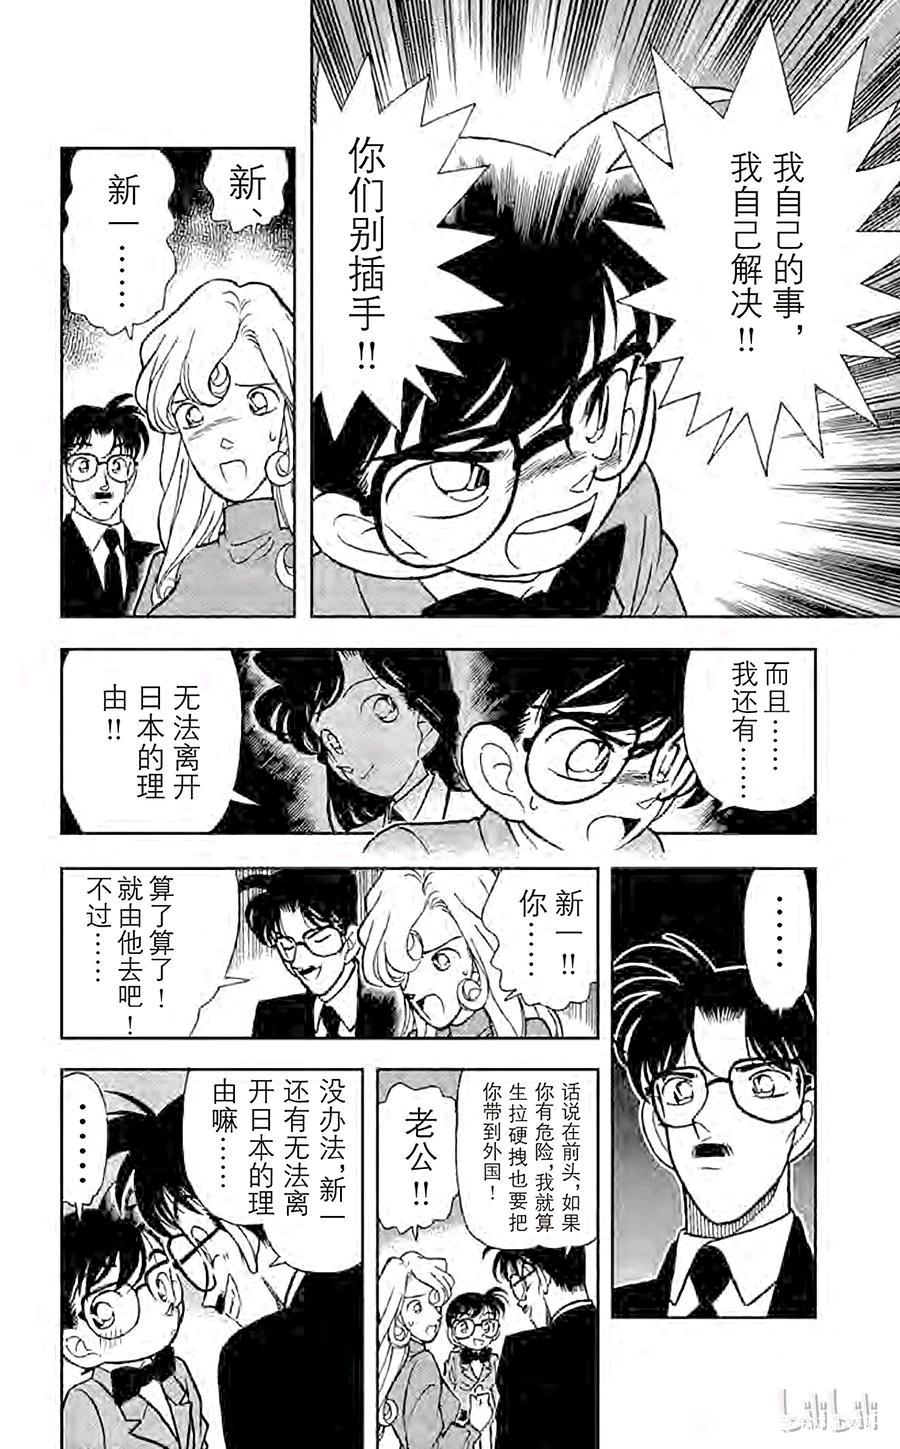 我自己的事，
我自己解决!!
你们别插手!!
新、
新一……
而且……
我还有……
无法离开
日本的理
由!!
……
新一!!
你……
算了算了！
就由他去吧！
不过……
话说在前头，如果
你有危险，我就算
生拉硬拽也要把
你带到外国！
老公!!
没办法，新一
还有无法离
开日本的理
由嘛……
……